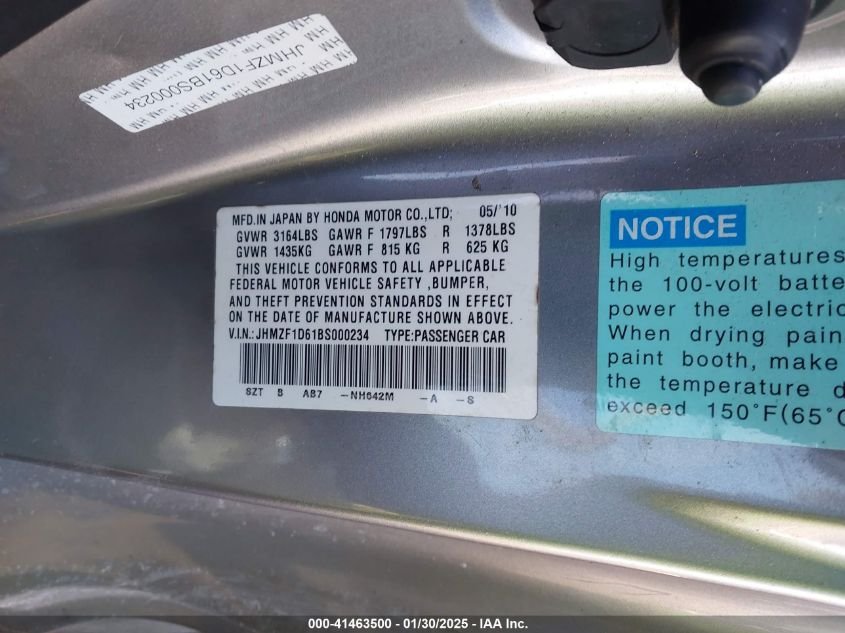 JHMZF1D61BS000234
MFD.IN JAPAN BY HONDA MOTOR CO.,LTD; 05/'10
GVWR 3164LBS GAWR F 1797LBS R 1378LBS
GVWR 1435KG GAWR F 815 KG R 625 KG
THIS VEHICLE CONFORMS TO ALL APPLICABLE
FEDERAL MOTOR VEHICLE SAFETY ,BUMPER,
AND THEFT PREVENTION STANDARDS IN EFFECT
ON THE DATE OF MANUFACTURE SHOWN ABOVE.
V.I.N.:JHMZF1D61BS000234 TYPE:PASSENGER CAR
SZT B AB7 -NH642M -A -S
NOTICE
High temperatures
the 100-volt batte
power the electric
When drying pain
paint booth, make
the temperature d
exceed 150°F(65°C
000-41463500 - 01/30/2025 - IAA Inc.